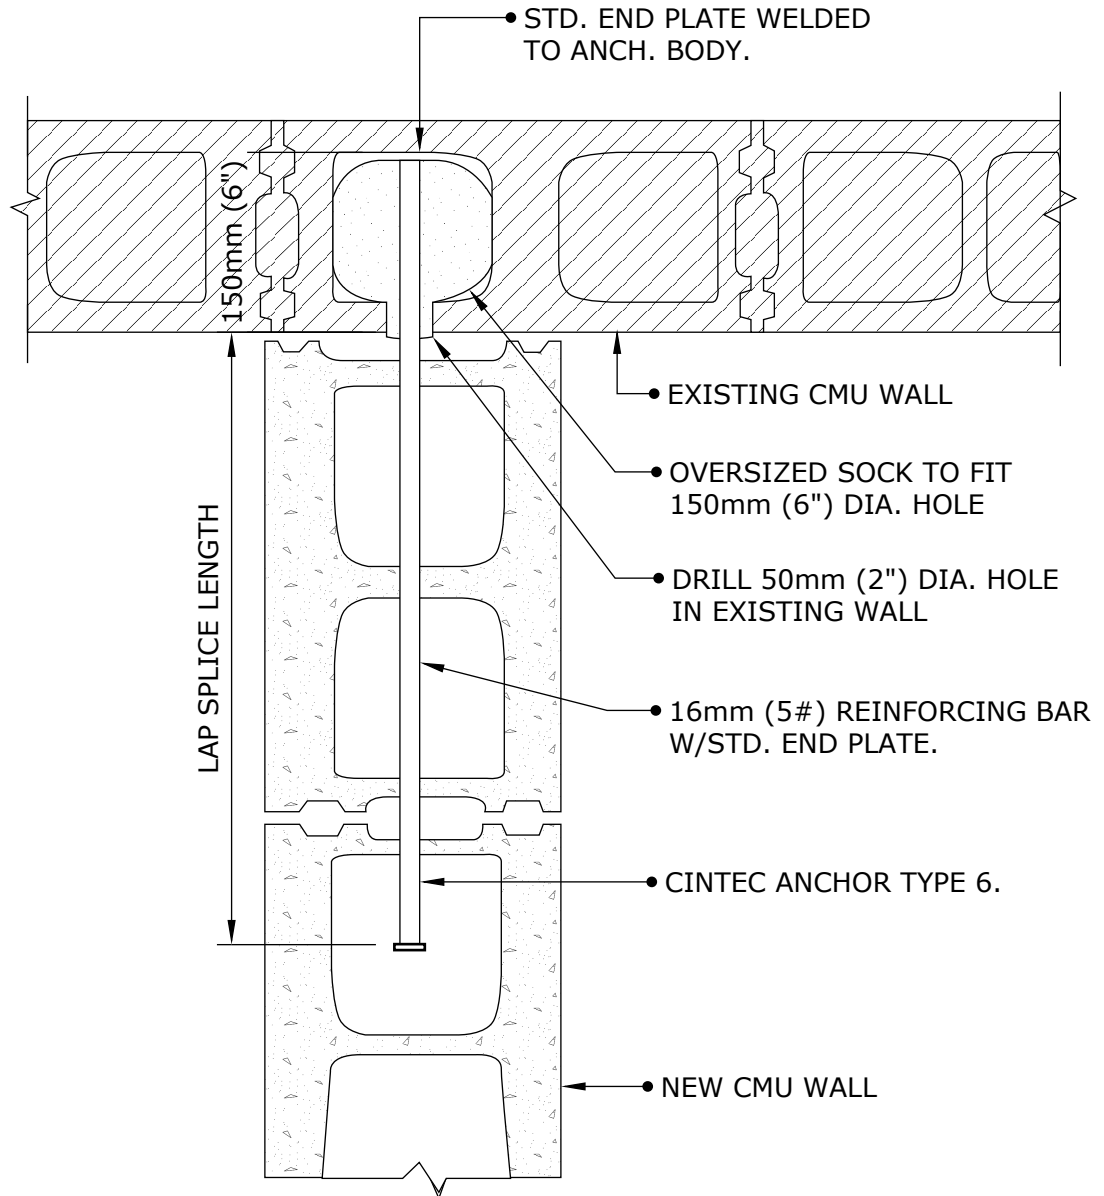 STD. END PLATE WELDED
TO ANCH. BODY.
150mm (6")
EXISTING CMU WALL
OVERSIZED SOCK TO FIT
150mm (6") DIA. HOLE
LAP SPLICE LENGTH
DRILL 50mm (2") DIA. HOLE
IN EXISTING WALL
16mm (5#) REINFORCING BAR
W/STD. END PLATE.
CINTEC ANCHOR TYPE 6.
NEW CMU WALL